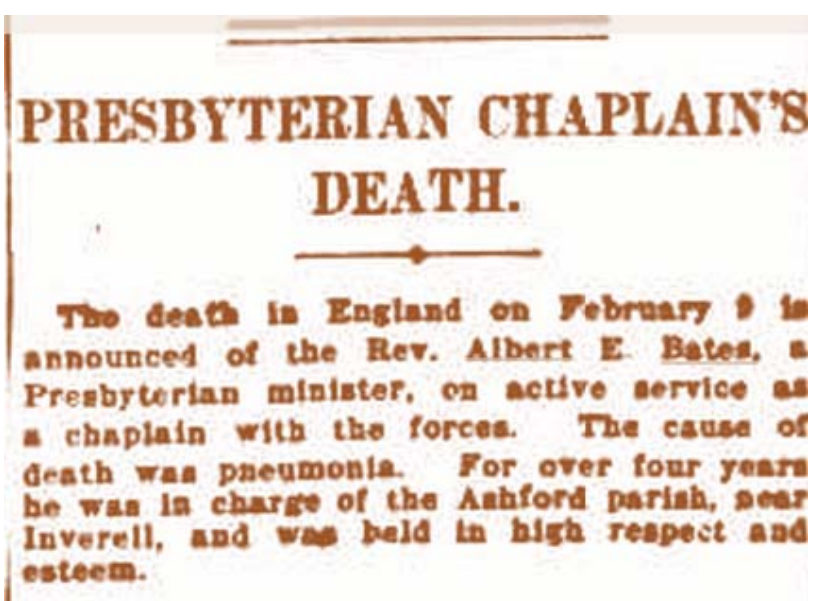 PRESBYTERIAN CHAPLAIN'S
DEATH.
The death in England on February 9 is
announced of the Rev. Albert E. Bates, a
Presbyterian minister, on active service as
a chaplain with the forces. The cause of
death was pneumonia. For over four years
he was in charge of the Ashford parish, near
Inverell, and was held in high respect and
esteem.